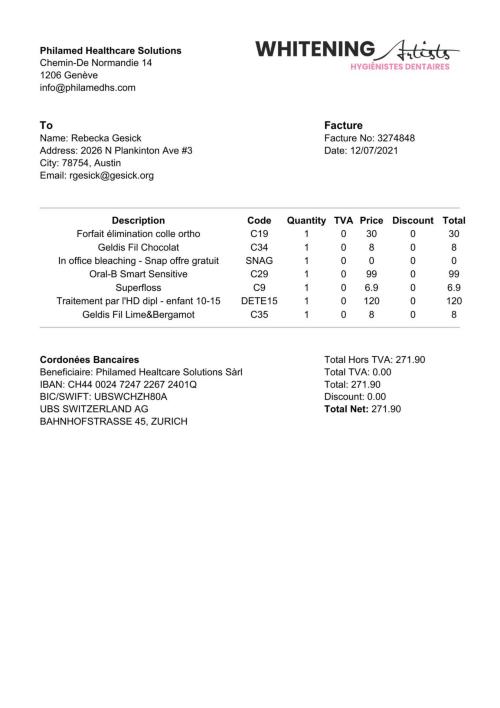 Philamed Healthcare Solutions
Chemin-De Normandie 14
1206 Genève
info@philamedhs.com
WHITENING Artists
HYGIÉNISTES DENTAIRES
To
Name: Rebecka Gesick
Address: 2026 N Plankinton Ave #3
City: 78754, Austin
Email: rgesick@gesick.org
Facture
Facture No: 3274848
Date: 12/07/2021
Description Code Quantity TVA Price Discount Total
Forfait élimination colle ortho C19 1 0 30 0 30
Geldis Fil Chocolat C34 1 0 8 0 8
In office bleaching - Snap offre gratuit SNAG 1 0 0 0 0
Oral-B Smart Sensitive C29 1 0 99 0 99
Superfloss C9 1 0 6.9 0 6.9
Traitement par l'HD dipl - enfant 10-15 DETE15 1 0 120 0 120
Geldis Fil Lime&Bergamot C35 1 0 8 0 8
Cordonées Bancaires
Beneficiaire: Philamed Healtcare Solutions Sàrl
IBAN: CH44 0024 7247 2267 2401Q
BIC/SWIFT: UBSWCHZH80A
UBS SWITZERLAND AG
BAHNHOFSTRASSE 45, ZURICH
Total Hors TVA: 271.90
Total TVA: 0.00
Total: 271.90
Discount: 0.00
Total Net: 271.90